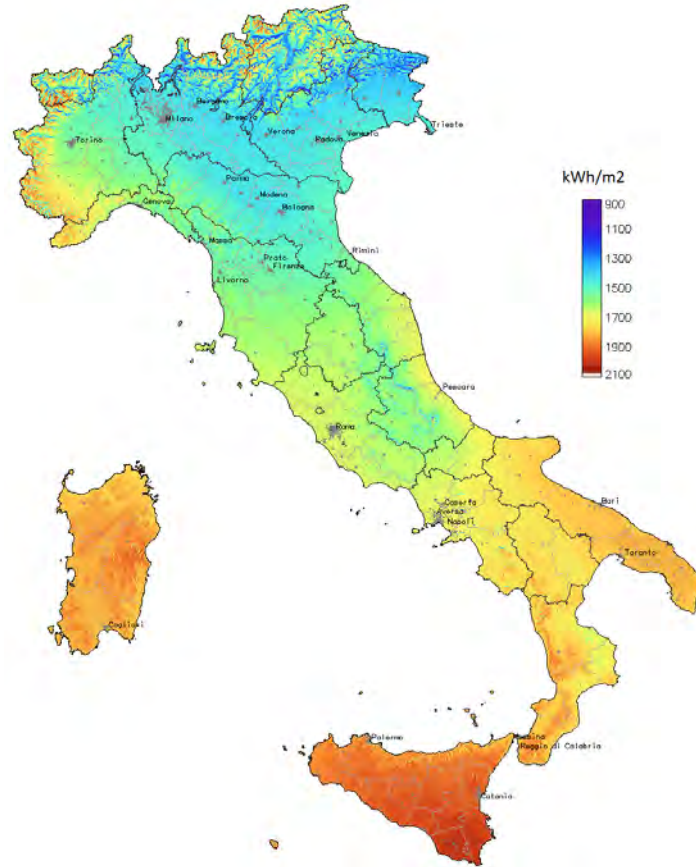 Bergamo
Milano
Brescia
Trieste
Verona
Venezia
Padova
Torino
kWh/m2
Parma
900
Modena
Genova
1100
Bologna
1300
Massa
Rimini
Prato
1500
Firenze
Livorno
1700
1900
2100
Pescara
Roma
Caserta
Bari
Aversa
Napoli
Taranto
Cagliari
Palermo
Messina
Reggio di Calabria
Catania